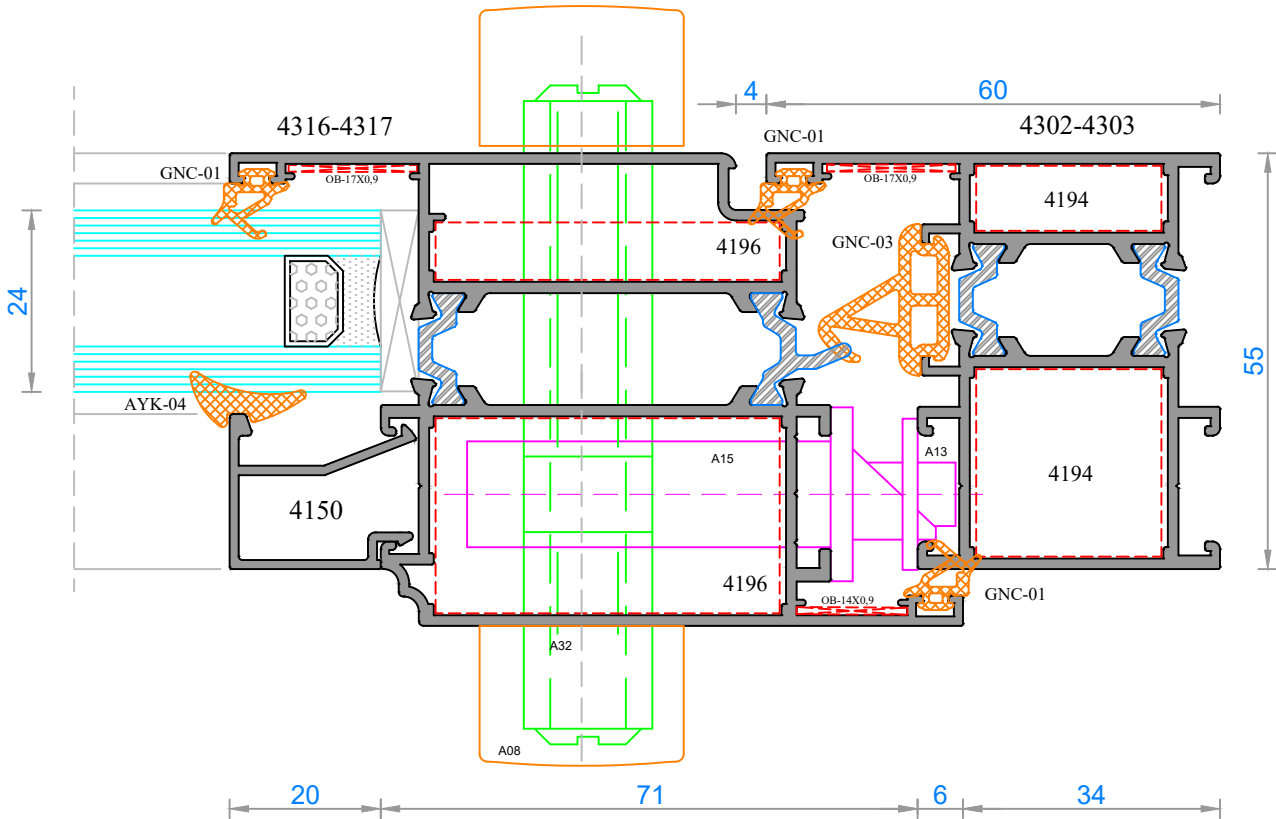 4
60
4316-4317
4302-4303
GNC-01
GNC-01
OB-17X0,9
OB-17X0,9
4194
4196
GNC-03
24
55
AYK-04
A15
A13
4150
4194
4196
OB-14X0,9
GNC-01
A32
A08
20
71
6
34